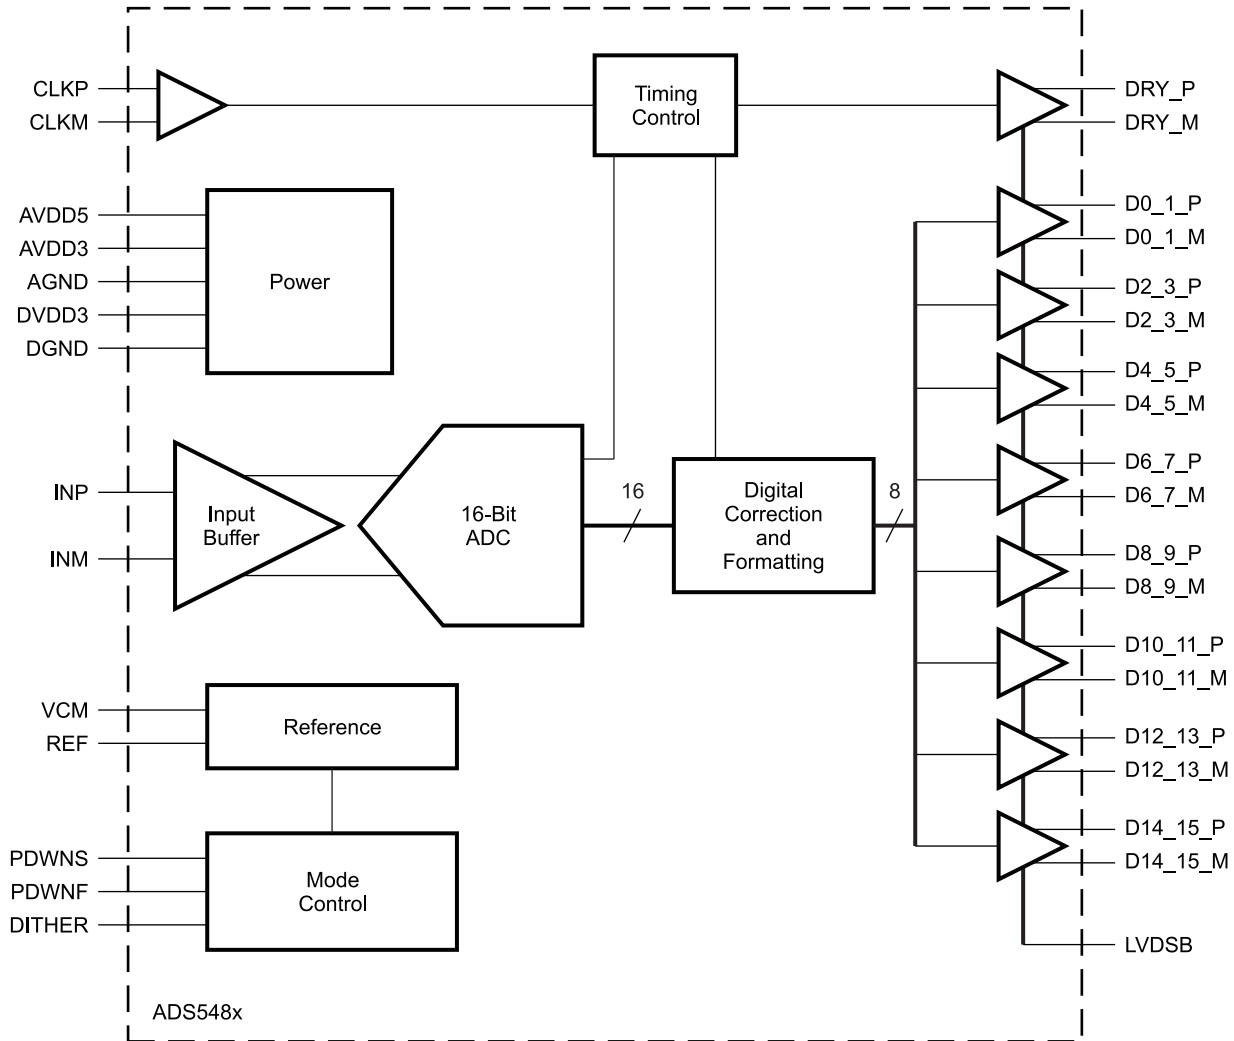 CLKP
CLKM
Timing
Control
DRY_P
DRY_M
AVDD5
AVDD3
AGND
DVDD3
DGND
Power
D0_1_P
D0_1_M
D2_3_P
D2_3_M
D4_5_P
D4_5_M
INP
INM
Input
Buffer
16-Bit
ADC
16
Digital
Correction
and
Formatting
8
D6_7_P
D6_7_M
D8_9_P
D8_9_M
D10_11_P
D10_11_M
VCM
REF
Reference
D12_13_P
D12_13_M
PDWNS
PDWNF
DITHER
Mode
Control
D14_15_P
D14_15_M
LVDSB
ADS548x